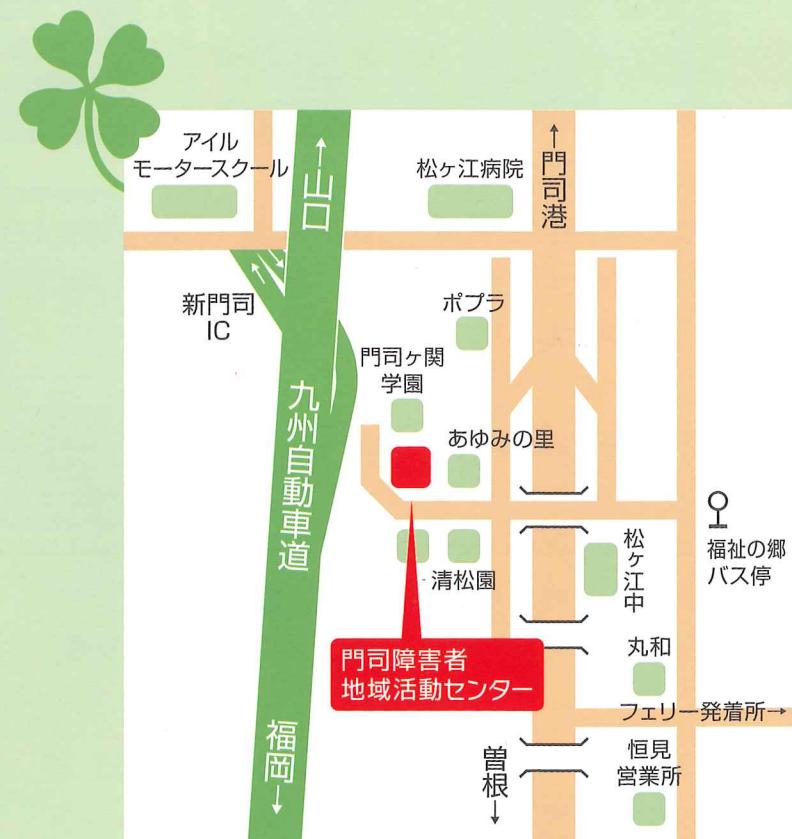 アイル
モータースクール
↑山口
松ヶ江病院
↑門司港
新門司
IC
ポプラ
門司ヶ関
学園
九州自動車道
あゆみの里
福祉の郷
バス停
松ヶ江中
清松園
門司障害者
地域活動センター
丸和
フェリー発着所→
福岡↓
曽根↓
恒見
営業所